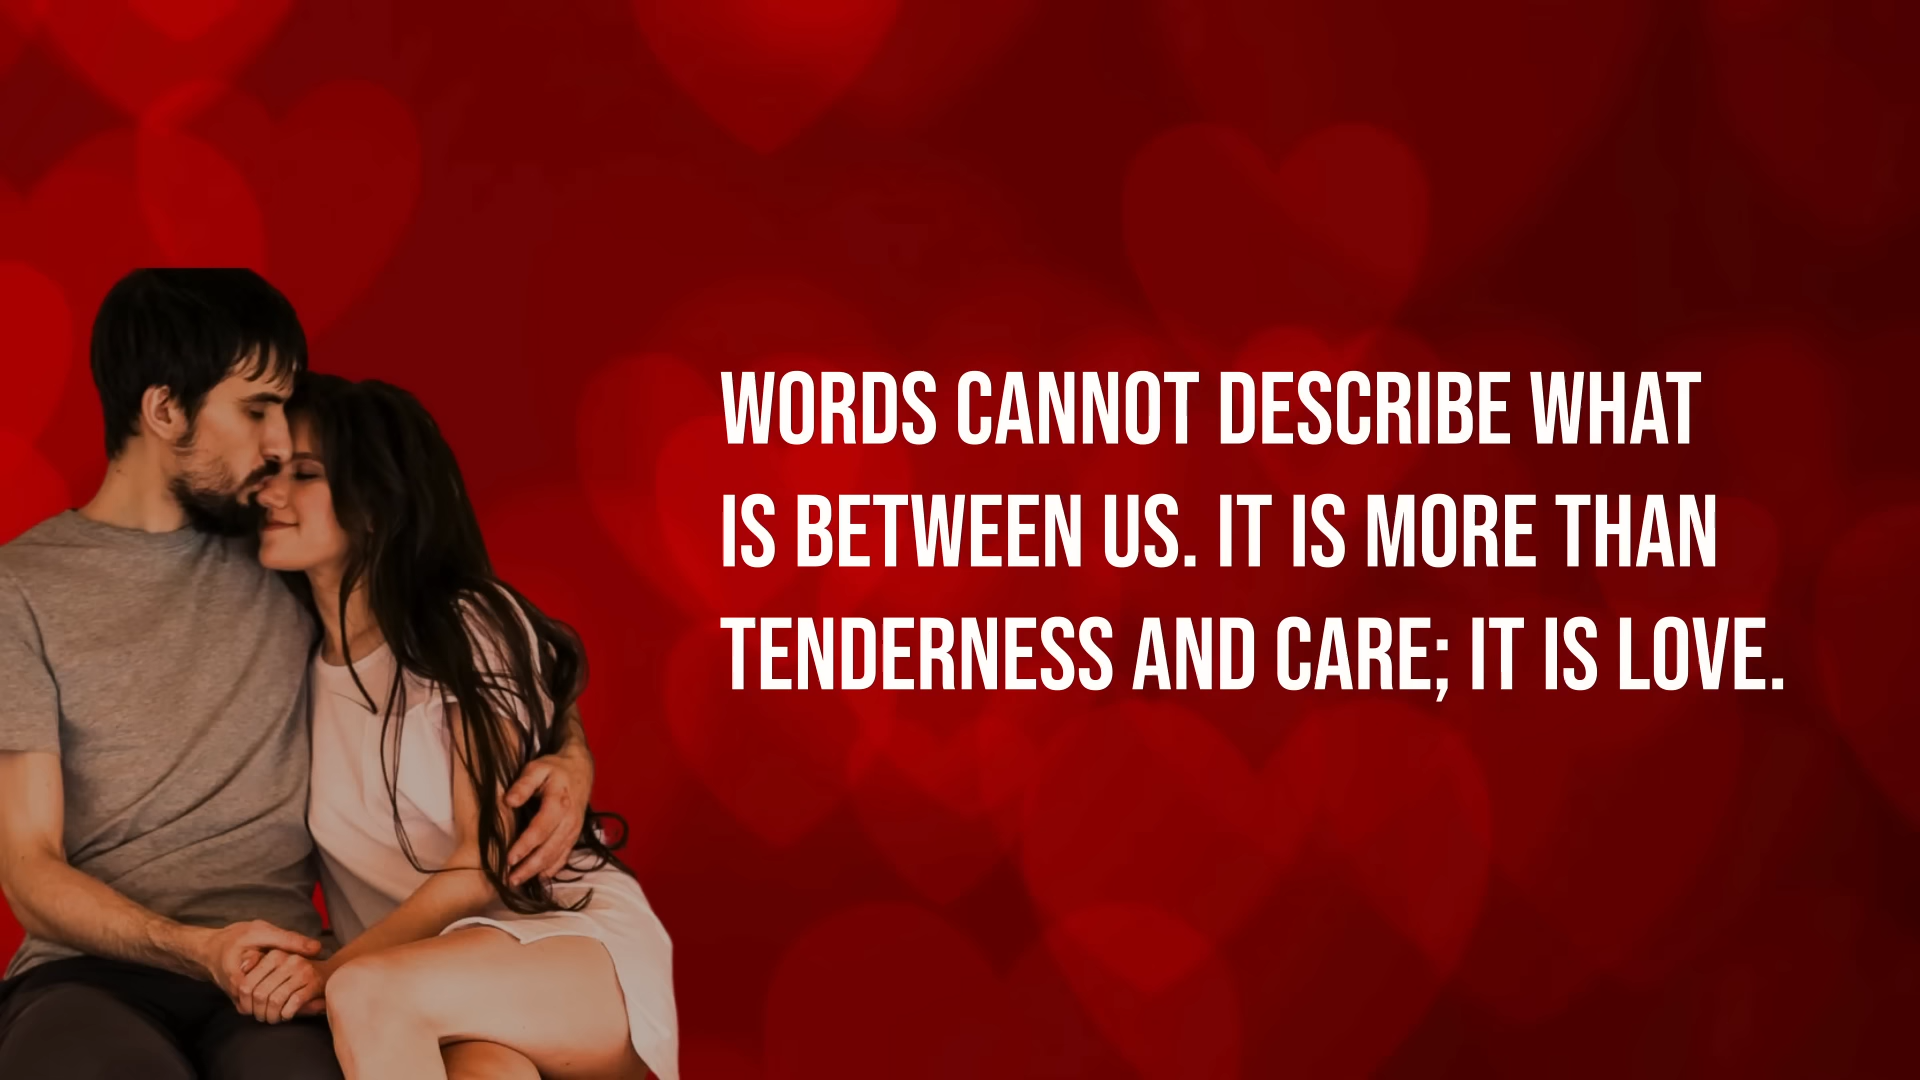 WORDS CANNOT DESCRIBE WHAT
IS BETWEEN US. IT IS MORE THAN
TENDERNESS AND CARE; IT IS LOVE.